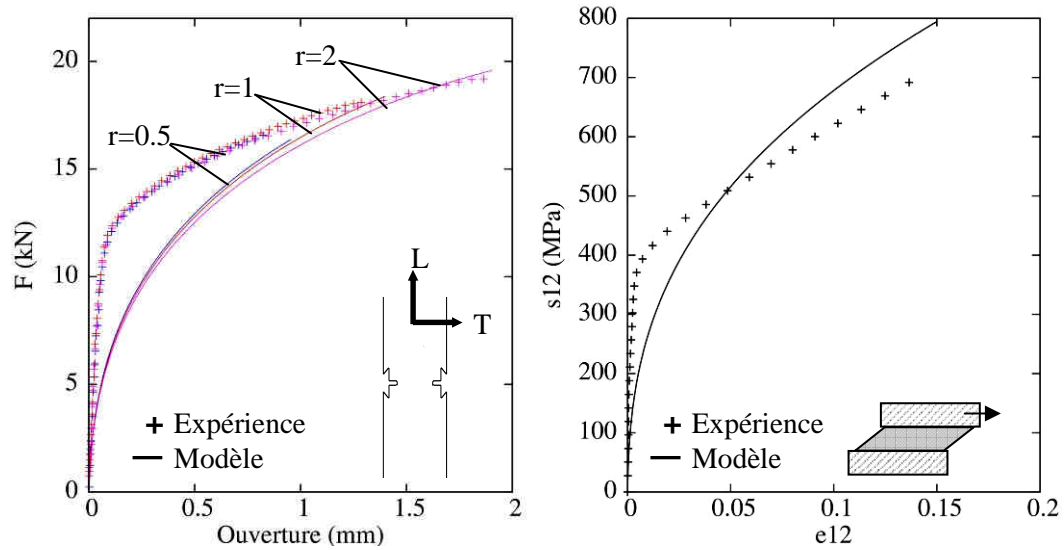 20
15
10
5
0
F (kN)
r=2
r=1
r=0.5
L
T
+ Expérience
Modèle
0
0.5
1
1.5
2
Ouverture (mm)
800
700
600
500
400
300
200
100
0
s12 (MPa)
+ Expérience
Modèle
0
0.05
0.1
0.15
0.2
e12